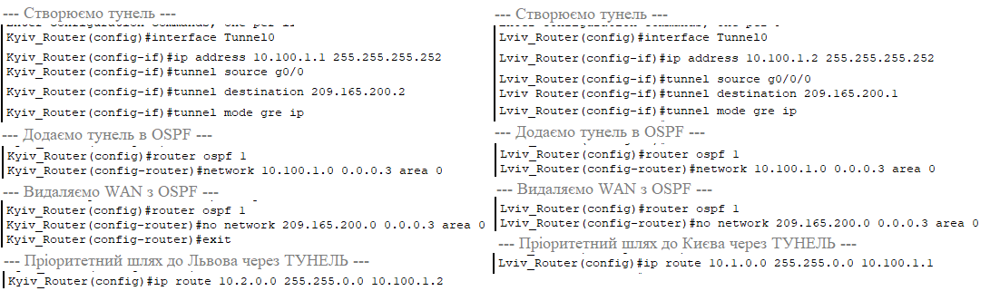 --- Створюємо тунель ---
Kyiv_Router(config)#interface Tunnel0
Kyiv_Router(config-if)#ip address 10.100.1.1 255.255.255.252
Kyiv_Router(config-if)#tunnel source g0/0
Kyiv_Router(config-if)#tunnel destination 209.165.200.2
Kyiv_Router(config-if)#tunnel mode gre ip
--- Додаємо тунель в OSPF ---
Kyiv_Router(config)#router ospf 1
Kyiv_Router(config-router)#network 10.100.1.0 0.0.0.3 area 0
--- Видаляємо WAN з OSPF ---
Kyiv_Router(config)#router ospf 1
Kyiv_Router(config-router)#no network 209.165.200.0 0.0.0.3 area 0
Kyiv_Router(config-router)#exit
--- Пріоритетний шлях до Львова через ТУНЕЛЬ ---
Kyiv_Router(config)#ip route 10.2.0.0 255.255.0.0 10.100.1.2
--- Створюємо тунель ---
Lviv_Router(config)#interface Tunnel0
Lviv_Router(config-if)#ip address 10.100.1.2 255.255.255.252
Lviv_Router(config-if)#tunnel source g0/0/0
Lviv_Router(config-if)#tunnel destination 209.165.200.1
Lviv_Router(config-if)#tunnel mode gre ip
--- Додаємо тунель в OSPF ---
Lviv_Router(config)#router ospf 1
Lviv_Router(config-router)#network 10.100.1.0 0.0.0.3 area 0
--- Видаляємо WAN з OSPF ---
Lviv_Router(config)#router ospf 1
Lviv_Router(config-router)#no network 209.165.200.0 0.0.0.3 area 0
--- Пріоритетний шлях до Києва через ТУНЕЛЬ ---
Lviv_Router(config)#ip route 10.1.0.0 255.255.0.0 10.100.1.1